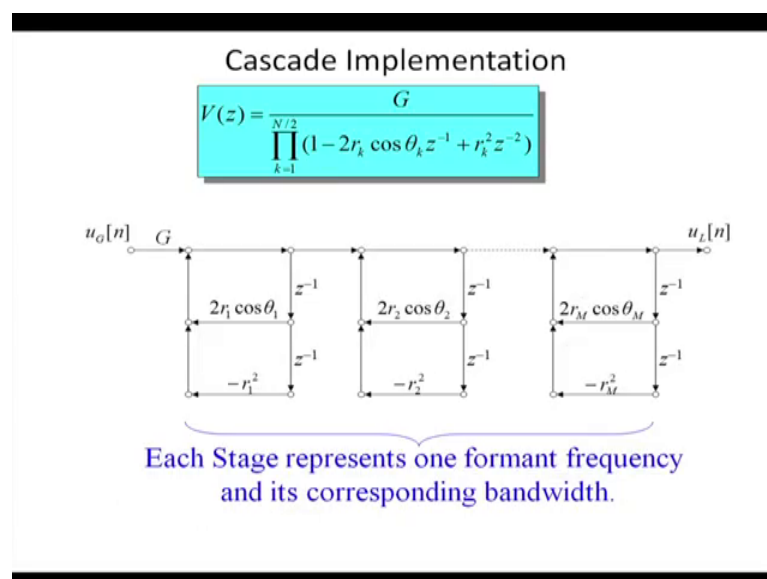 Cascade Implementation
V(z) = G / ∏_{k=1}^{N/2} (1 − 2r_k cos θ_k z^{−1} + r_k^2 z^{−2})
u_G[n] G u_L[n]
z^{−1} z^{−1} z^{−1}
2r_1 cos θ_1 2r_2 cos θ_2 2r_M cos θ_M
z^{−1} z^{−1} z^{−1}
−r_1^2 −r_2^2 −r_M^2
Each Stage represents one formant frequency
and its corresponding bandwidth.